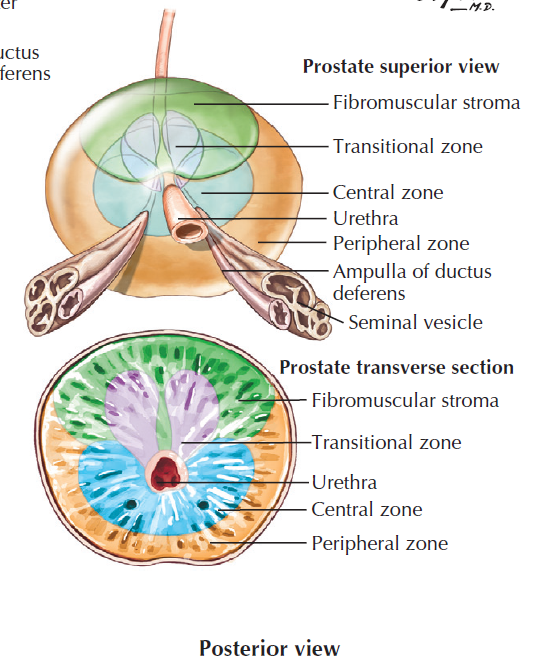 er
M.D.
uctus
ferens
Prostate superior view
Fibromuscular stroma
Transitional zone
Central zone
Urethra
Peripheral zone
Ampulla of ductus
deferens
Seminal vesicle
Prostate transverse section
Fibromuscular stroma
Transitional zone
Urethra
Central zone
Peripheral zone
Posterior view